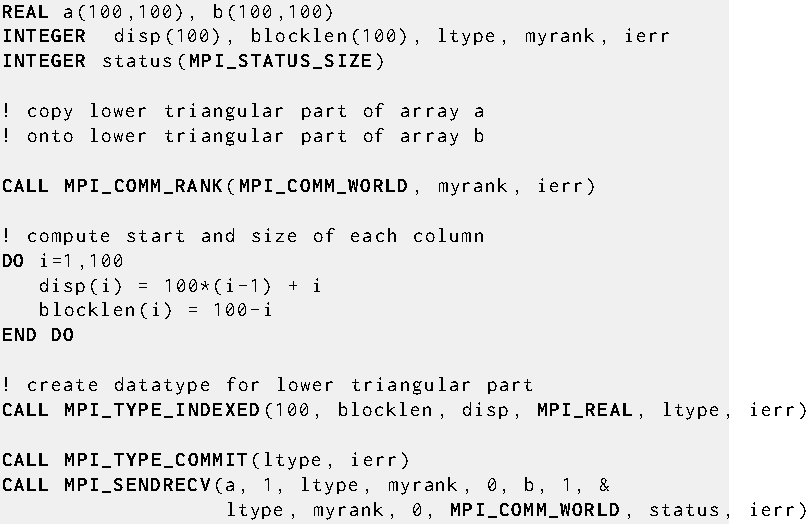 REAL a(100,100), b(100,100)
INTEGER disp(100), blocklen(100), ltype, myrank, ierr
INTEGER status(MPI_STATUS_SIZE)
! copy lower triangular part of array a
! onto lower triangular part of array b
CALL MPI_COMM_RANK(MPI_COMM_WORLD, myrank, ierr)
! compute start and size of each column
DO i=1,100
disp(i) = 100*(i-1) + i
blocklen(i) = 100-i
END DO
! create datatype for lower triangular part
CALL MPI_TYPE_INDEXED(100, blocklen, disp, MPI_REAL, ltype, ierr)
CALL MPI_TYPE_COMMIT(ltype, ierr)
CALL MPI_SENDRECV(a, 1, ltype, myrank, 0, b, 1, &
ltype, myrank, 0, MPI_COMM_WORLD, status, ierr)